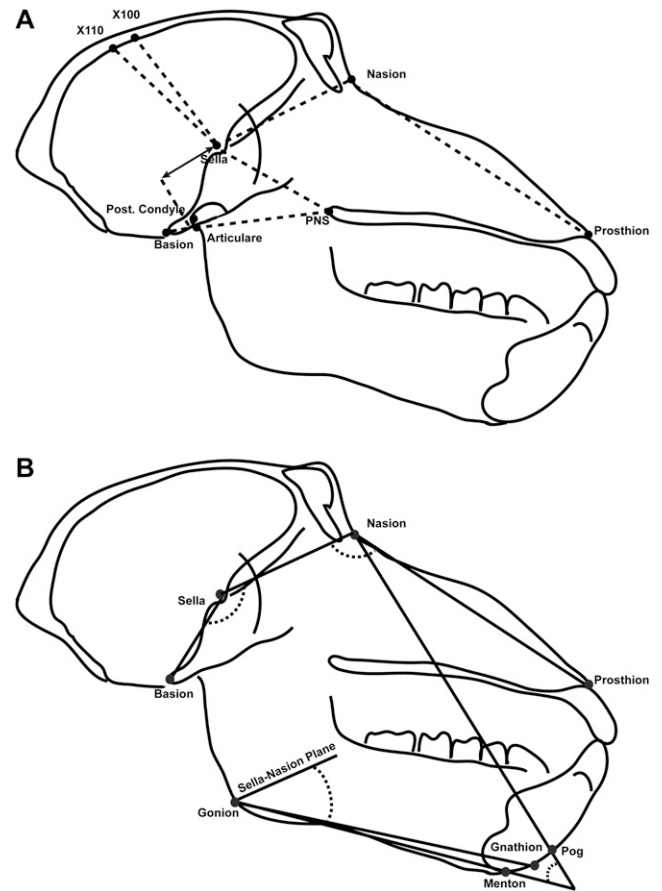 A
X100
X110
Nasion
Sella
Post. Condyle
PNS
Prosthion
Basion
Articulare
B
Nasion
Sella
Prosthion
Basion
Sella-Nasion Plane
Gonion
Gnathion
Pog
Menton